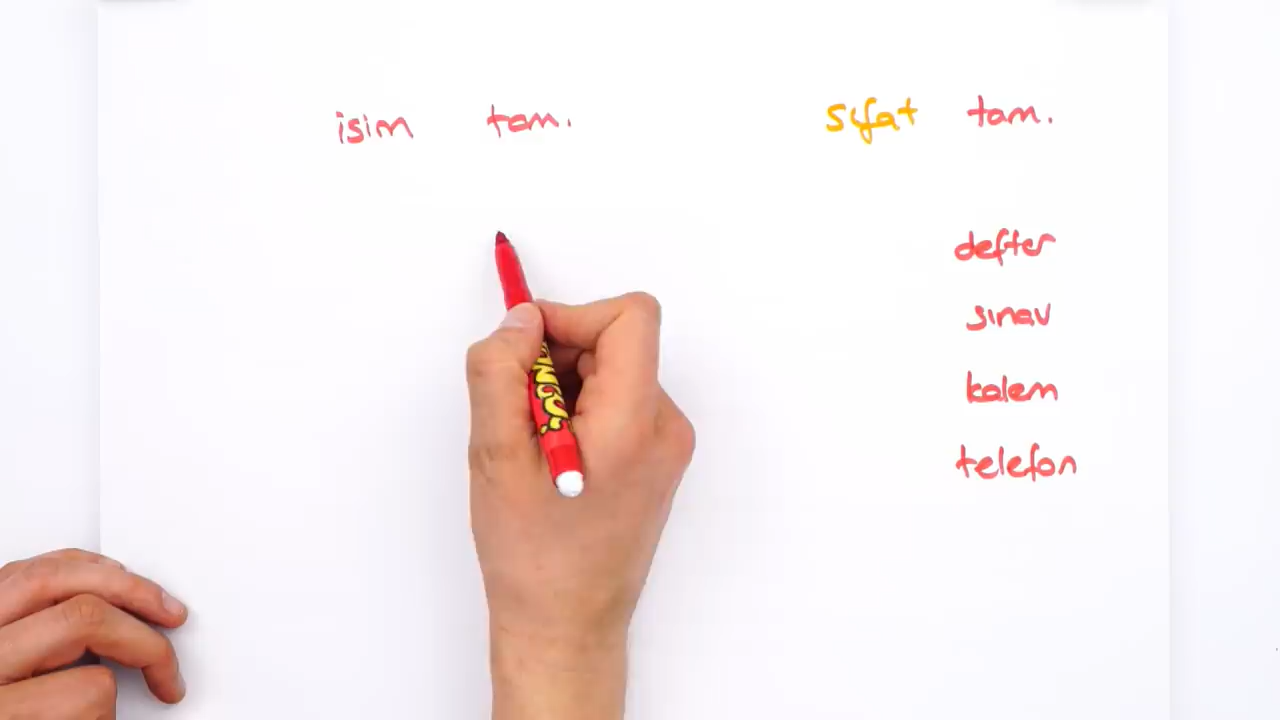 isim tam.
sıfat tam.
defter
sınav
kalem
telefon